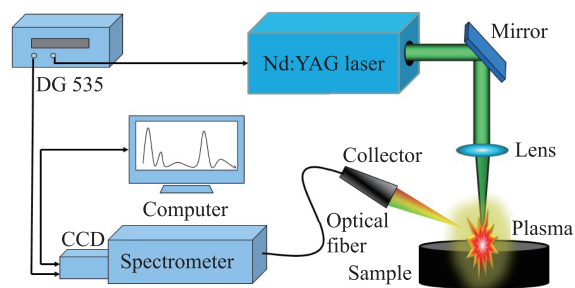 Mirror
Nd:YAG laser
DG 535
Lens
Collector
Computer
Optical
fiber
Plasma
CCD
Spectrometer
Sample